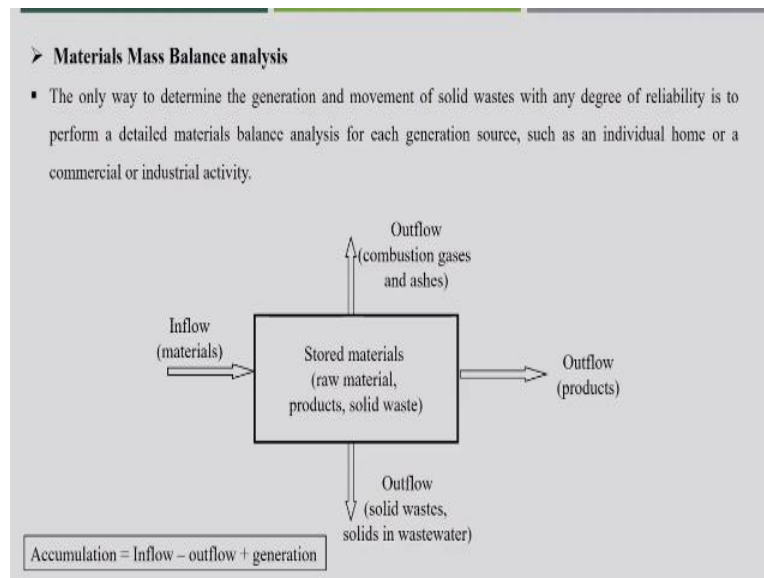 ➤ Materials Mass Balance analysis
▪ The only way to determine the generation and movement of solid wastes with any degree of reliability is to
perform a detailed materials balance analysis for each generation source, such as an individual home or a
commercial or industrial activity.
Outflow
(combustion gases
and ashes)
Inflow
(materials)
Stored materials
(raw material,
products, solid waste)
Outflow
(products)
Outflow
(solid wastes,
solids in wastewater)
Accumulation = Inflow – outflow + generation